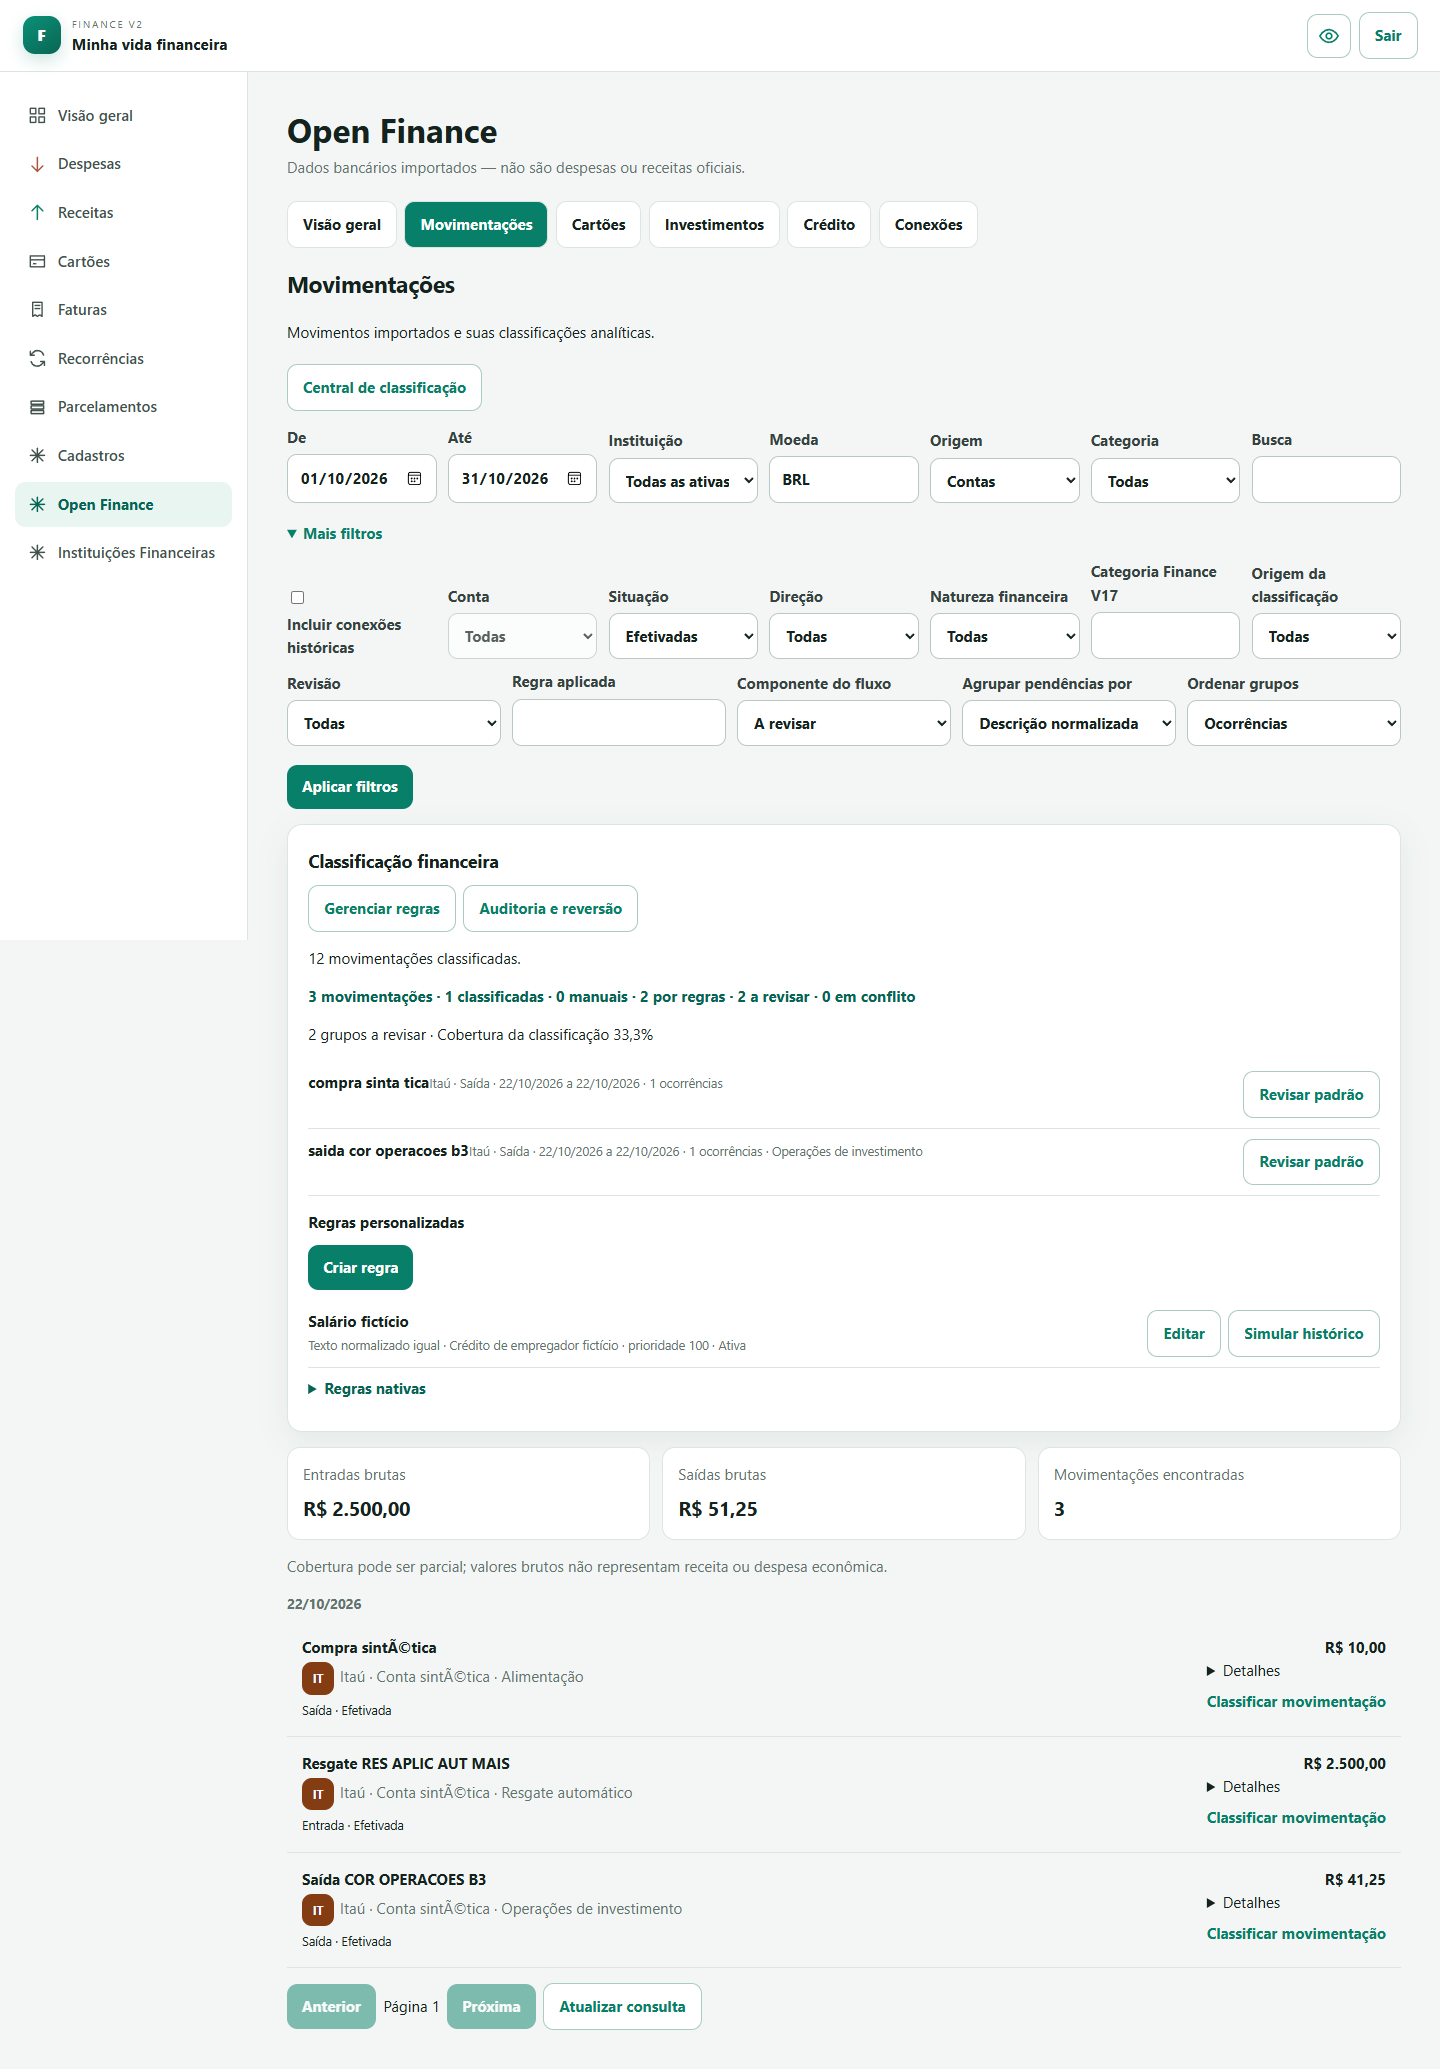 F
FINANCE V2
Minha vida financeira
Sair
Visão geral
Despesas
Receitas
Cartões
Faturas
Recorrências
Parcelamentos
Cadastros
Open Finance
Instituições Financeiras
Open Finance
Dados bancários importados — não são despesas ou receitas oficiais.
Visão geral Movimentações Cartões Investimentos Crédito Conexões
Movimentações
Movimentos importados e suas classificações analíticas.
Central de classificação
De Até Instituição Moeda Origem Categoria Busca
01/10/2026 31/10/2026 Todas as ativas BRL Contas Todas
▼ Mais filtros
Incluir conexões
históricas
Conta Situação Direção Natureza financeira Categoria Finance
V17
Origem da
classificação
Todas Efetivadas Todas Todas Todas
Revisão Regra aplicada Componente do fluxo Agrupar pendências por Ordenar grupos
Todas A revisar Descrição normalizada Ocorrências
Aplicar filtros
Classificação financeira
Gerenciar regras Auditoria e reversão
12 movimentações classificadas.
3 movimentações · 1 classificadas · 0 manuais · 2 por regras · 2 a revisar · 0 em conflito
2 grupos a revisar · Cobertura da classificação 33,3%
compra sinta ticaItaú · Saída · 22/10/2026 a 22/10/2026 · 1 ocorrências
Revisar padrão
saida cor operacoes b3Itaú · Saída · 22/10/2026 a 22/10/2026 · 1 ocorrências · Operações de investimento
Revisar padrão
Regras personalizadas
Criar regra
Salário fictício
Texto normalizado igual · Crédito de empregador fictício · prioridade 100 · Ativa
Editar Simular histórico
▶ Regras nativas
Entradas brutas
R$ 2.500,00
Saídas brutas
R$ 51,25
Movimentações encontradas
3
Cobertura pode ser parcial; valores brutos não representam receita ou despesa econômica.
22/10/2026
Compra sintÃ©tica
IT Itaú · Conta sintÃ©tica · Alimentação
Saída · Efetivada
R$ 10,00
▶ Detalhes
Classificar movimentação
Resgate RES APLIC AUT MAIS
IT Itaú · Conta sintÃ©tica · Resgate automático
Entrada · Efetivada
R$ 2.500,00
▶ Detalhes
Classificar movimentação
Saída COR OPERACOES B3
IT Itaú · Conta sintÃ©tica · Operações de investimento
Saída · Efetivada
R$ 41,25
▶ Detalhes
Classificar movimentação
Anterior Página 1 Próxima Atualizar consulta